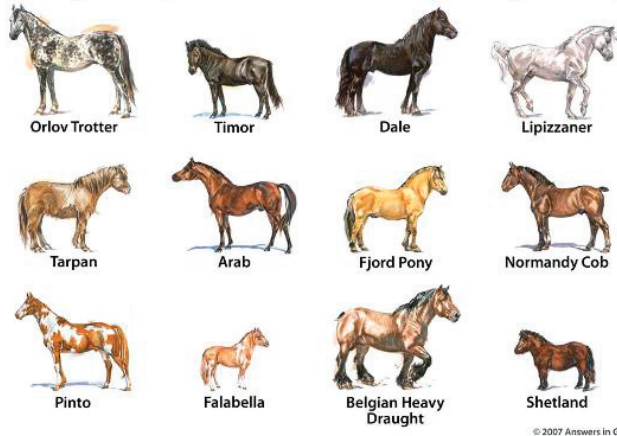 Orlov Trotter
Timor
Dale
Lipizzaner
Tarpan
Arab
Fjord Pony
Normandy Cob
Pinto
Falabella
Belgian Heavy
Draught
Shetland
© 2007 Answers in G